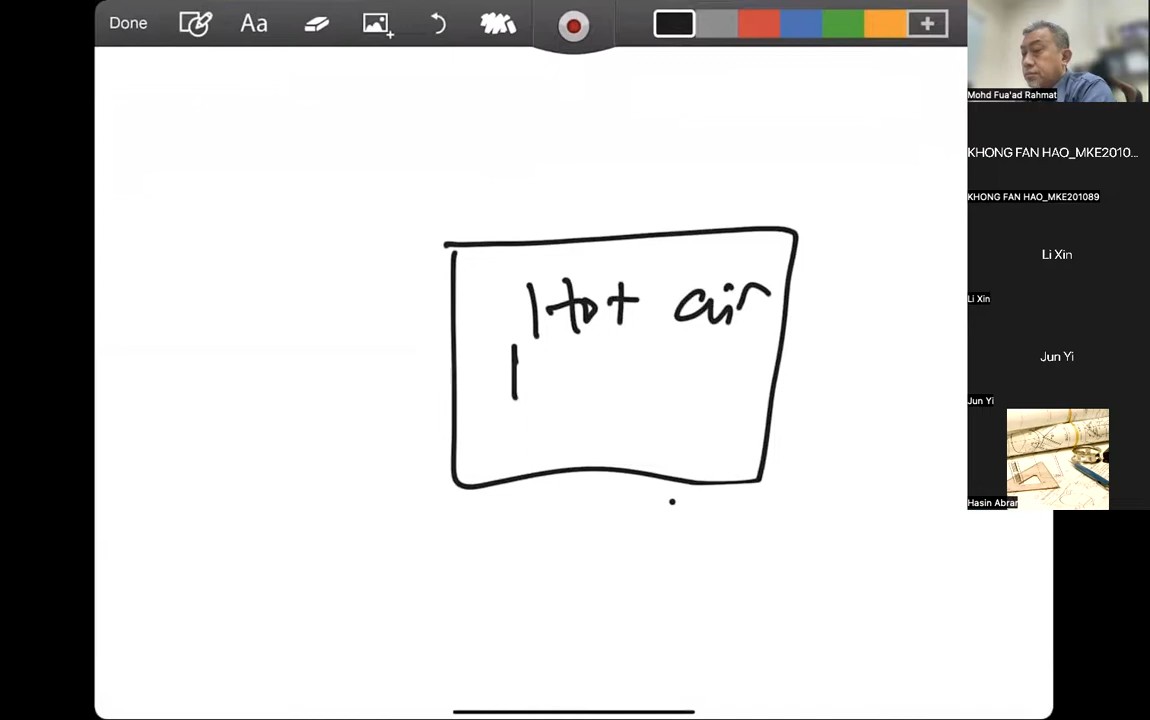 Done Aa
Hot air
Mohd Fua'ad Rahmat
KHONG FAN HAO_MKE2010...
KHONG FAN HAO_MKE201089
Li Xin
Li Xin
Jun Yi
Jun Yi
Hasin Abrar